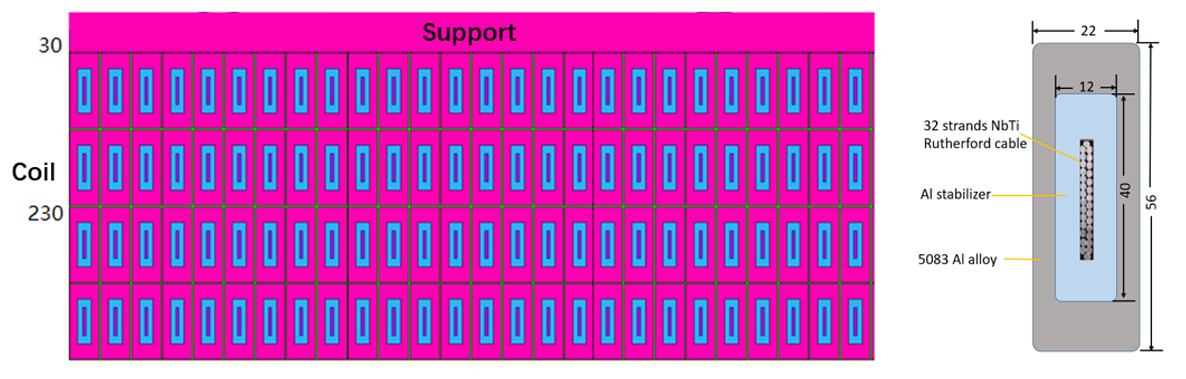 Support
30
Coil
230
22
12
32 strands NbTi
Rutherford cable
Al stabilizer
40
56
5083 Al alloy